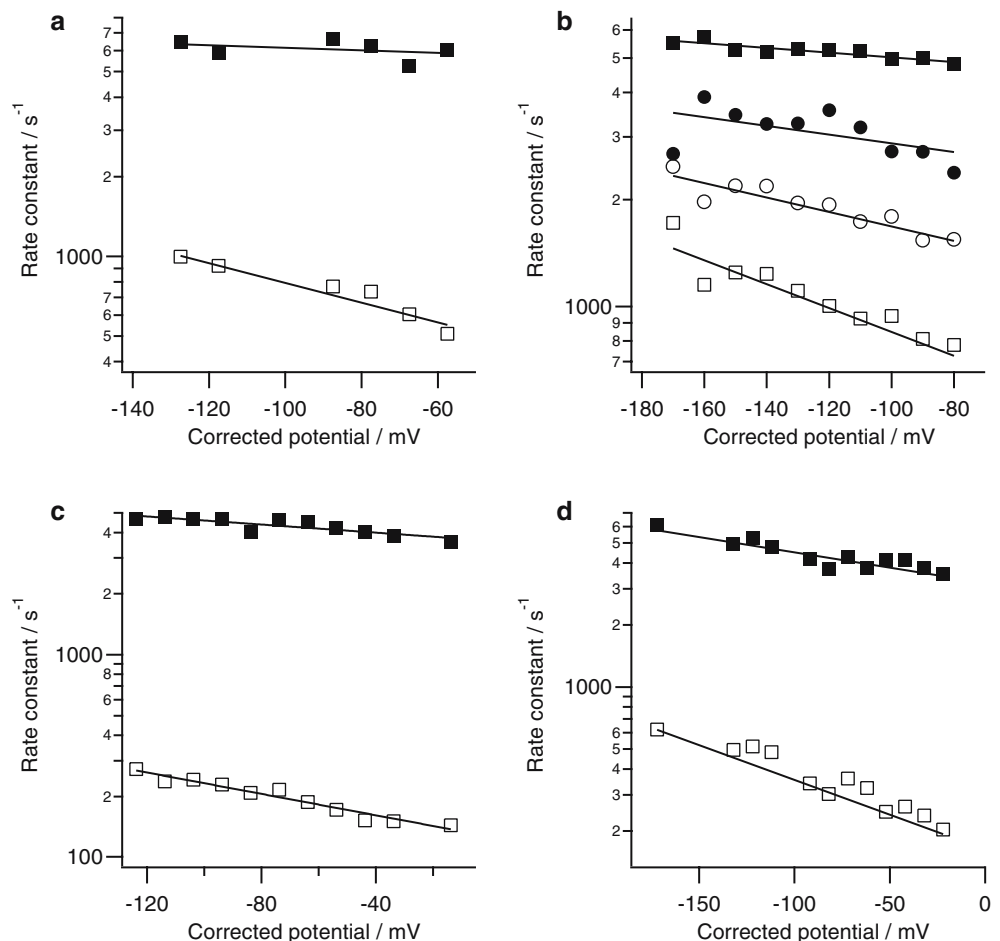 a
7
6
5
4
3
2
1000
9
8
7
6
5
4
Rate constant / s⁻¹
-140 -120 -100 -80 -60
Corrected potential / mV
b
6
5
4
3
2
1000
9
8
7
Rate constant / s⁻¹
-180 -160 -140 -120 -100 -80
Corrected potential / mV
c
4
2
1000
8
6
4
2
100
Rate constant / s⁻¹
-120 -80 -40
Corrected potential / mV
d
6
5
4
3
2
1000
6
5
4
3
2
Rate constant / s⁻¹
-150 -100 -50 0
Corrected potential / mV